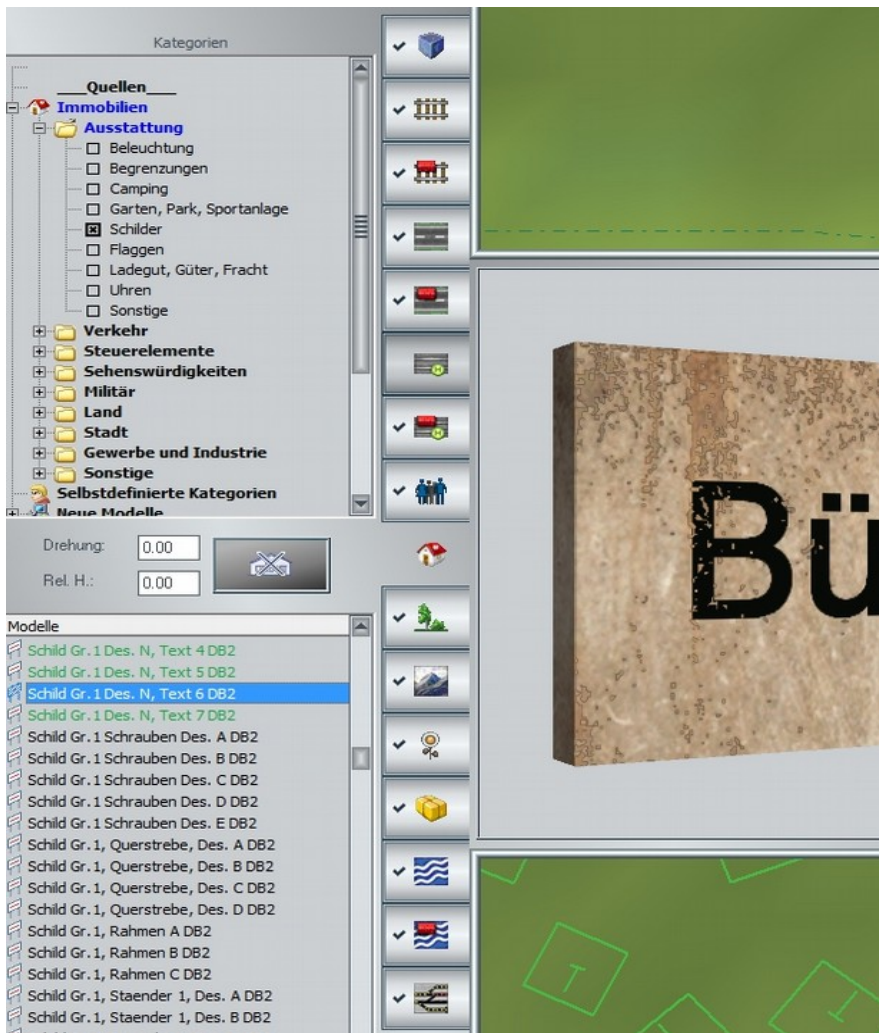 Kategorien
___Quellen___
Immobilien
Ausstattung
Beleuchtung
Begrenzungen
Camping
Garten, Park, Sportanlage
Schilder
Flaggen
Ladegut, Güter, Fracht
Uhren
Sonstige
Verkehr
Steuerelemente
Sehenswürdigkeiten
Militär
Land
Stadt
Gewerbe und Industrie
Sonstige
Selbstdefinierte Kategorien
Neue Modelle
Drehung: 0.00
Rel. H.: 0.00
Modelle
Schild Gr.1 Des. N, Text 4 DB2
Schild Gr.1 Des. N, Text 5 DB2
Schild Gr.1 Des. N, Text 6 DB2
Schild Gr.1 Des. N, Text 7 DB2
Schild Gr.1 Schrauben Des. A DB2
Schild Gr.1 Schrauben Des. B DB2
Schild Gr.1 Schrauben Des. C DB2
Schild Gr.1 Schrauben Des. D DB2
Schild Gr.1 Schrauben Des. E DB2
Schild Gr.1, Querstrebe, Des. A DB2
Schild Gr.1, Querstrebe, Des. B DB2
Schild Gr.1, Querstrebe, Des. C DB2
Schild Gr.1, Querstrebe, Des. D DB2
Schild Gr.1, Rahmen A DB2
Schild Gr.1, Rahmen B DB2
Schild Gr.1, Rahmen C DB2
Schild Gr.1, Staender 1, Des. A DB2
Schild Gr.1, Staender 1, Des. B DB2
Bü